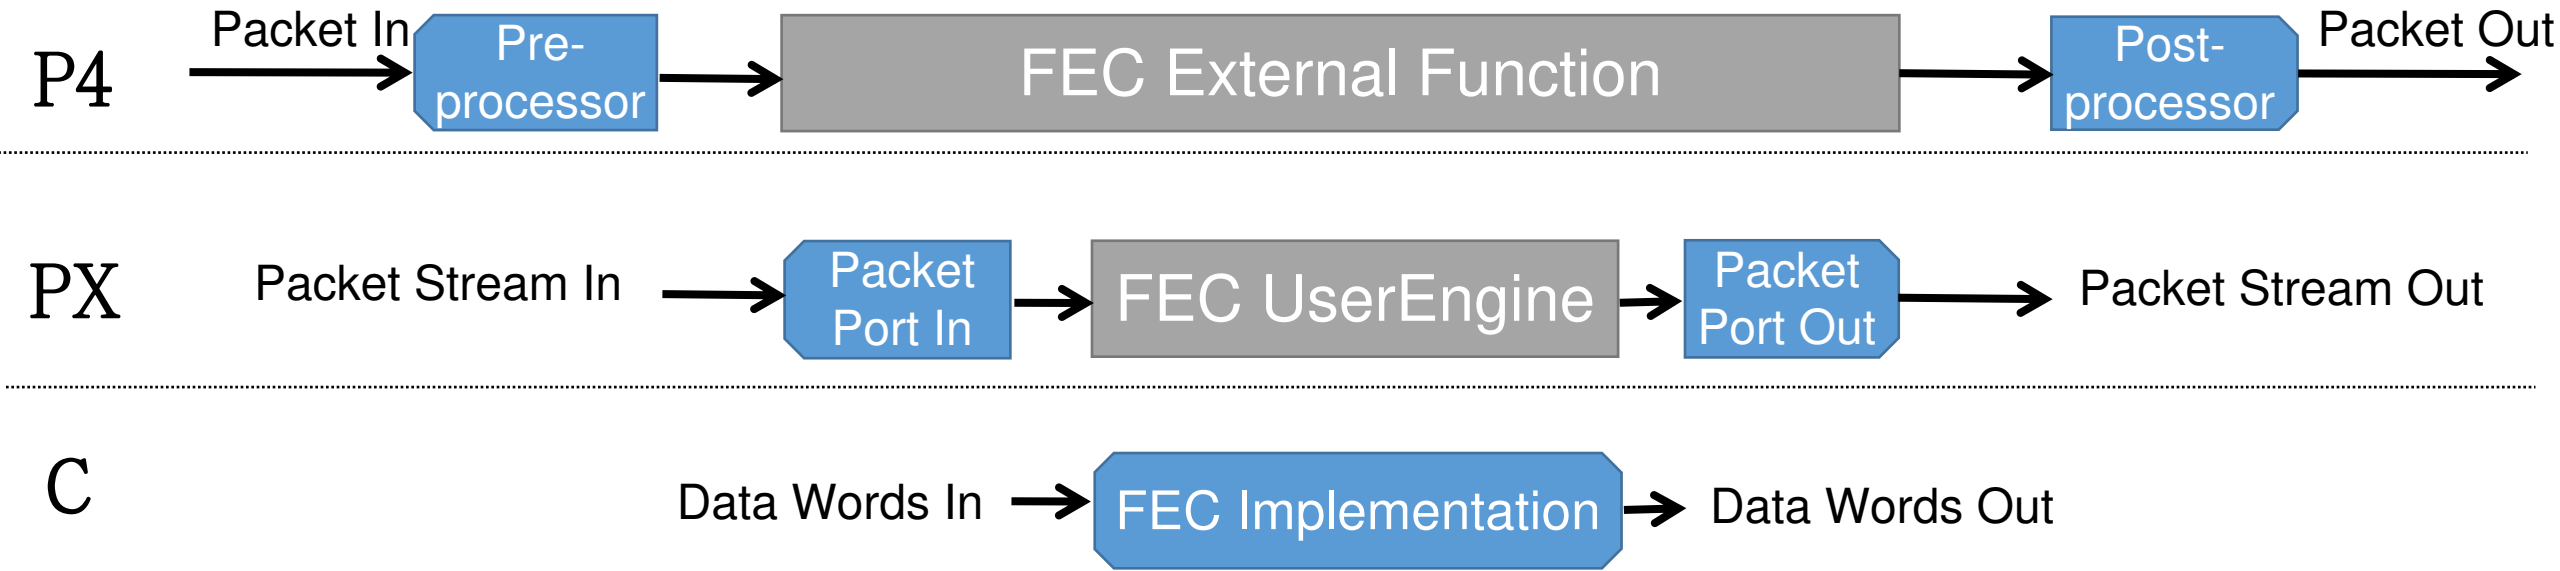 P4
Packet In
Pre-
processor
FEC External Function
Post-
processor
Packet Out
PX
Packet Stream In
Packet
Port In
FEC UserEngine
Packet
Port Out
Packet Stream Out
C
Data Words In
FEC Implementation
Data Words Out